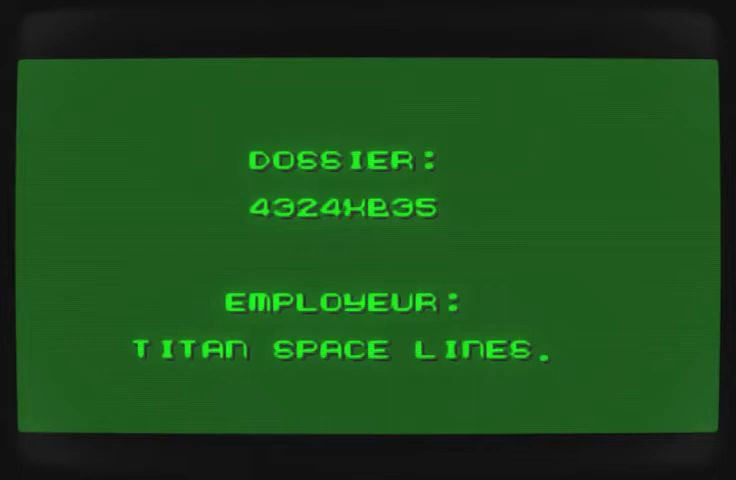 DOSSIER:
4324XB35
EMPLOYEUR:
TITAN SPACE LINES.